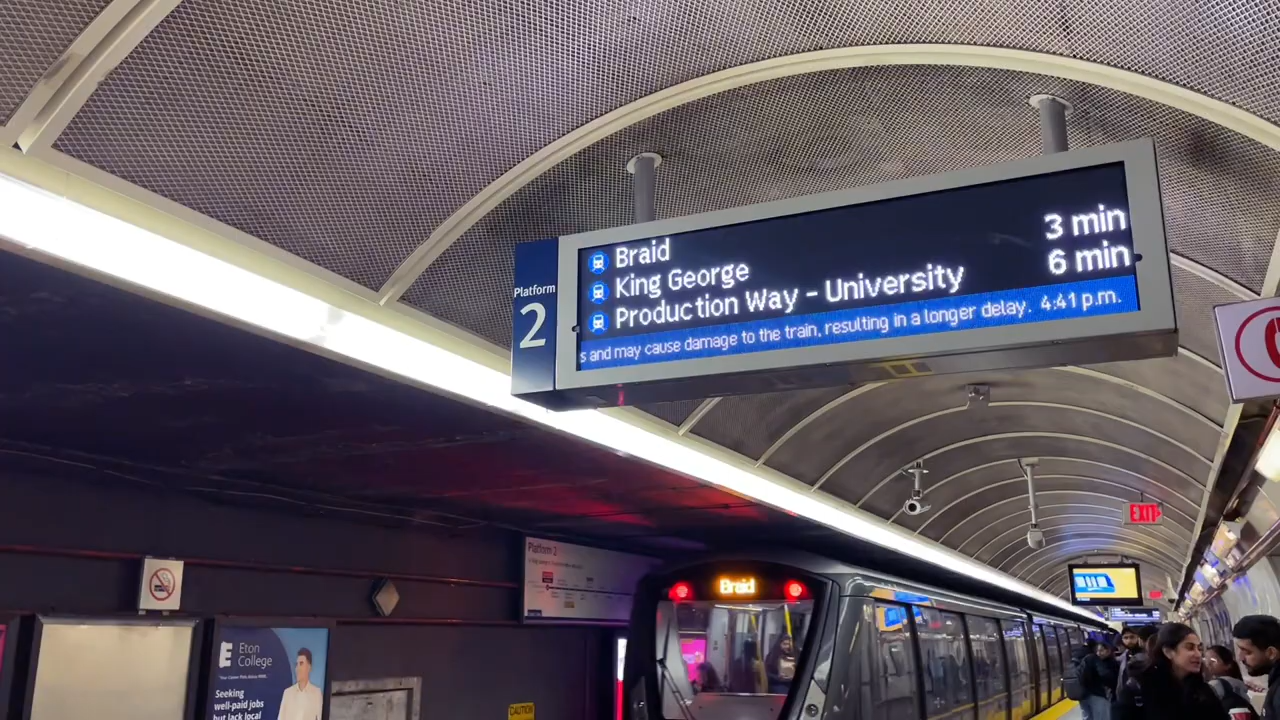 Platform
2
Braid
King George 3 min
Production Way - University 6 min
s and may cause damage to the train, resulting in a longer delay. 4:41 p.m.
EXIT
Platform 2
Braid
E Eton
College
Seeking
well-paid jobs
but lack local
CAUTION